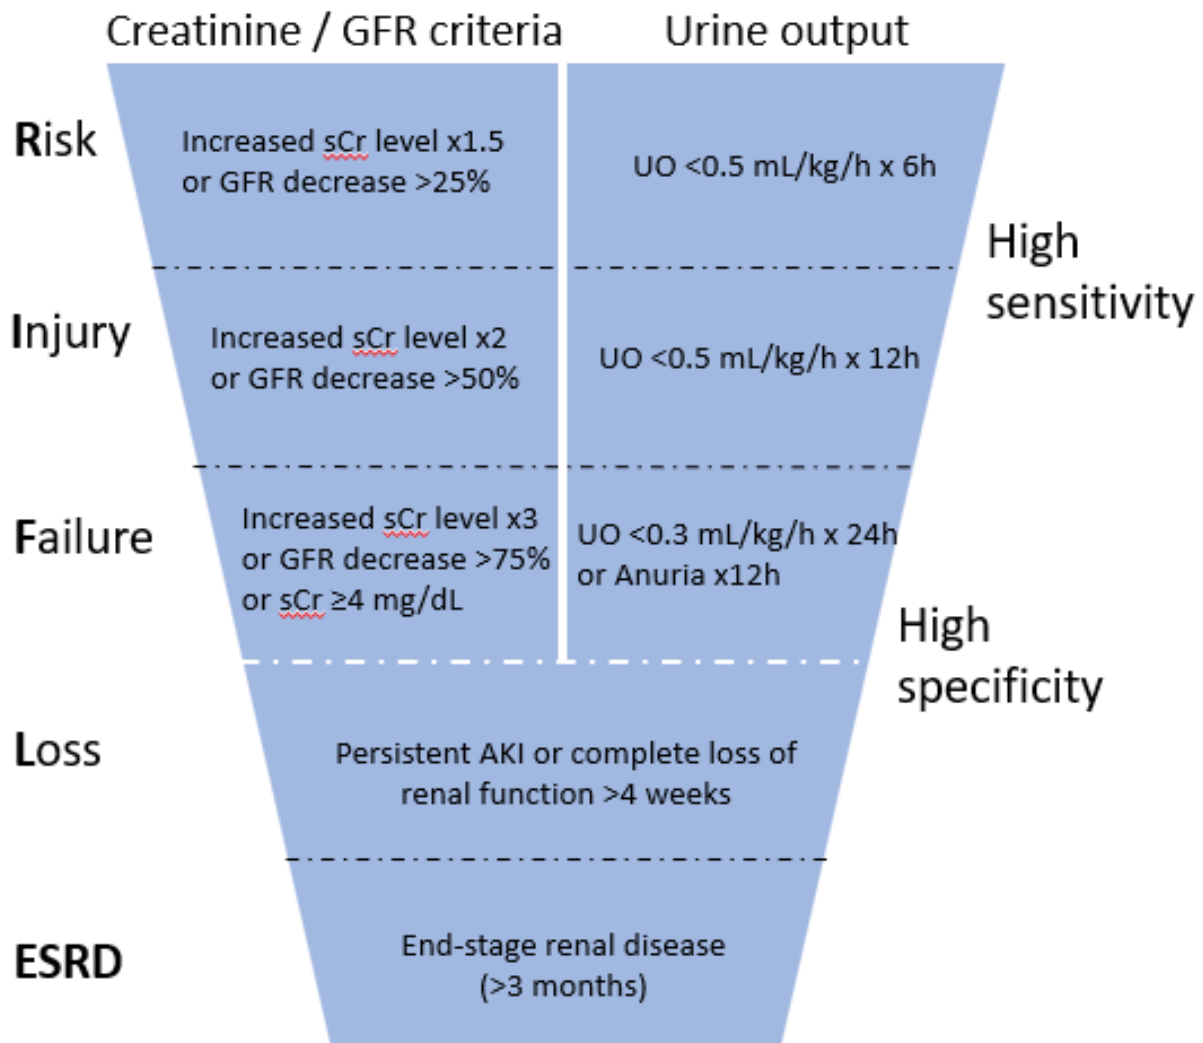 Creatinine / GFR criteria
Urine output
Risk
Increased sCr level x1.5
or GFR decrease >25%
UO <0.5 mL/kg/h x 6h
High
sensitivity
Injury
Increased sCr level x2
or GFR decrease >50%
UO <0.5 mL/kg/h x 12h
Failure
Increased sCr level x3
or GFR decrease >75%
or sCr ≥4 mg/dL
UO <0.3 mL/kg/h x 24h
or Anuria x12h
High
specificity
Loss
Persistent AKI or complete loss of
renal function >4 weeks
ESRD
End-stage renal disease
(>3 months)